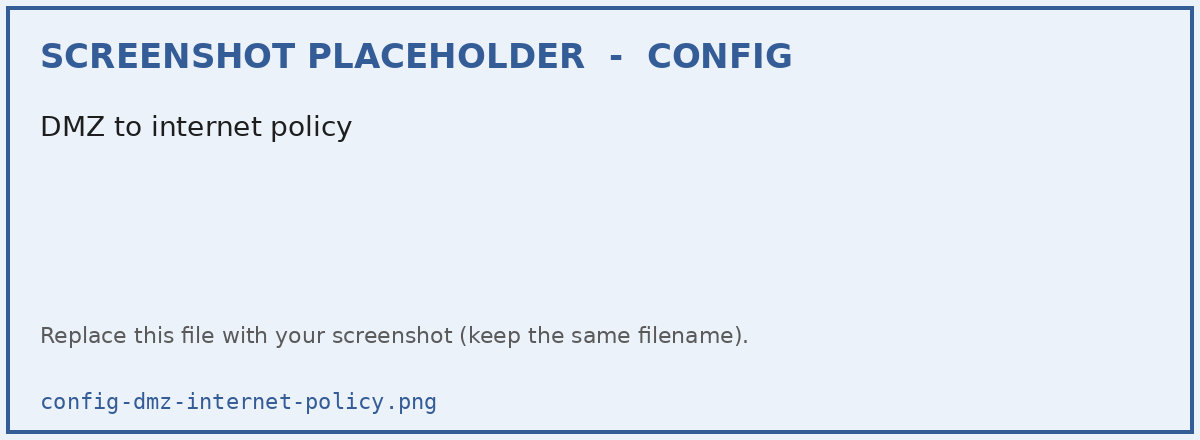 SCREENSHOT PLACEHOLDER - CONFIG
DMZ to internet policy
Replace this file with your screenshot (keep the same filename).
config-dmz-internet-policy.png